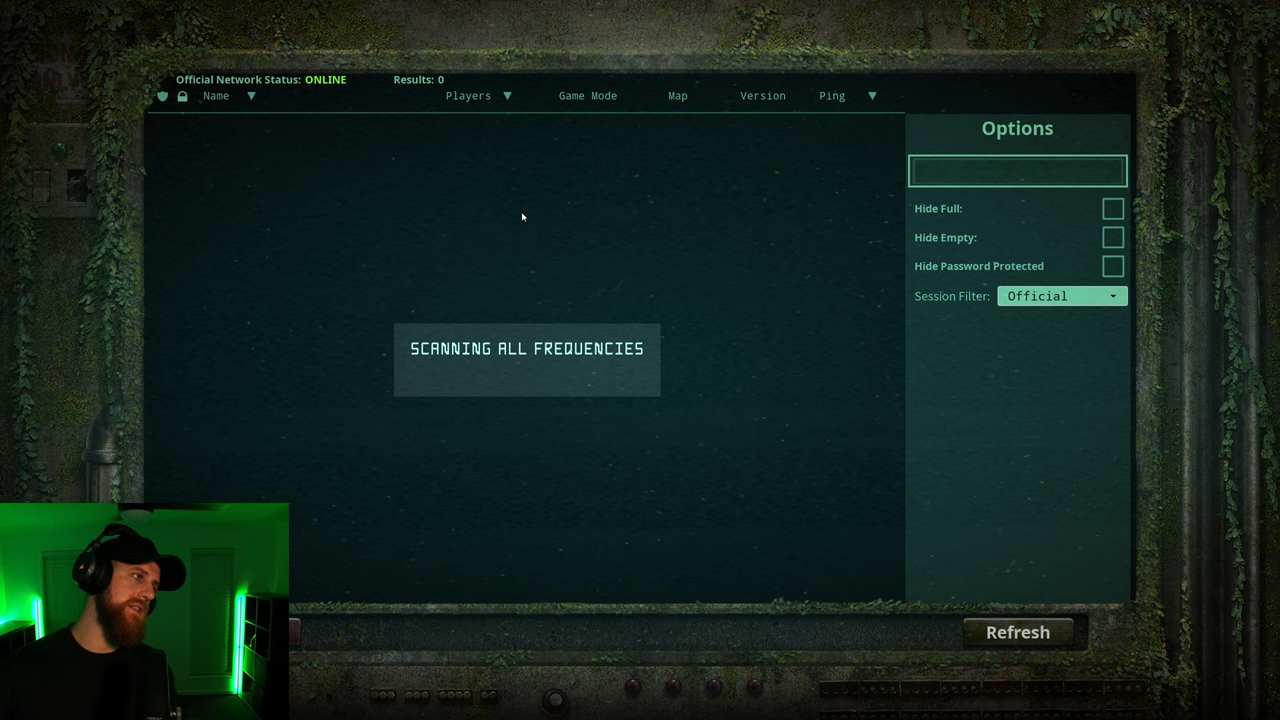 Official Network Status: ONLINE Results: 0
Name Players Game Mode Map Version Ping
Options
Hide Full:
Hide Empty:
Hide Password Protected
Session Filter: Official
SCANNING ALL FREQUENCIES
Refresh